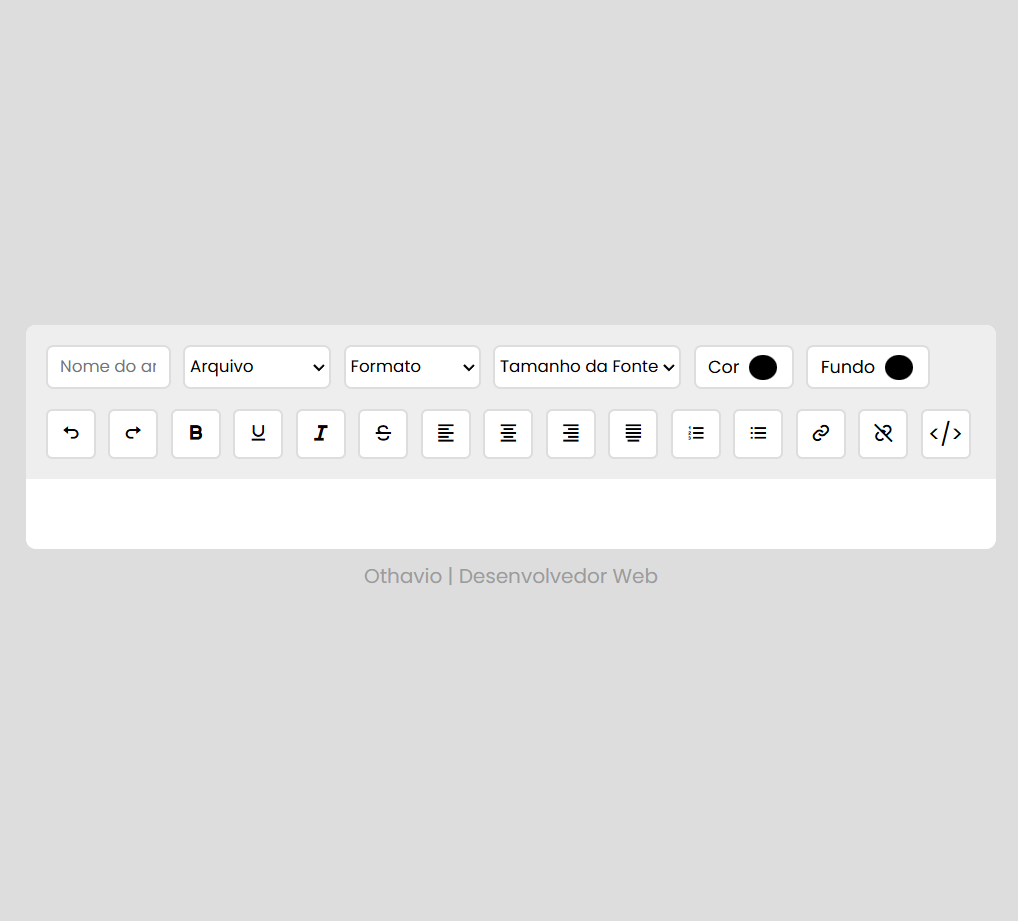 Nome do ar
Arquivo
Formato
Tamanho da Fonte
Cor
Fundo
B U I S </>
Othavio | Desenvolvedor Web